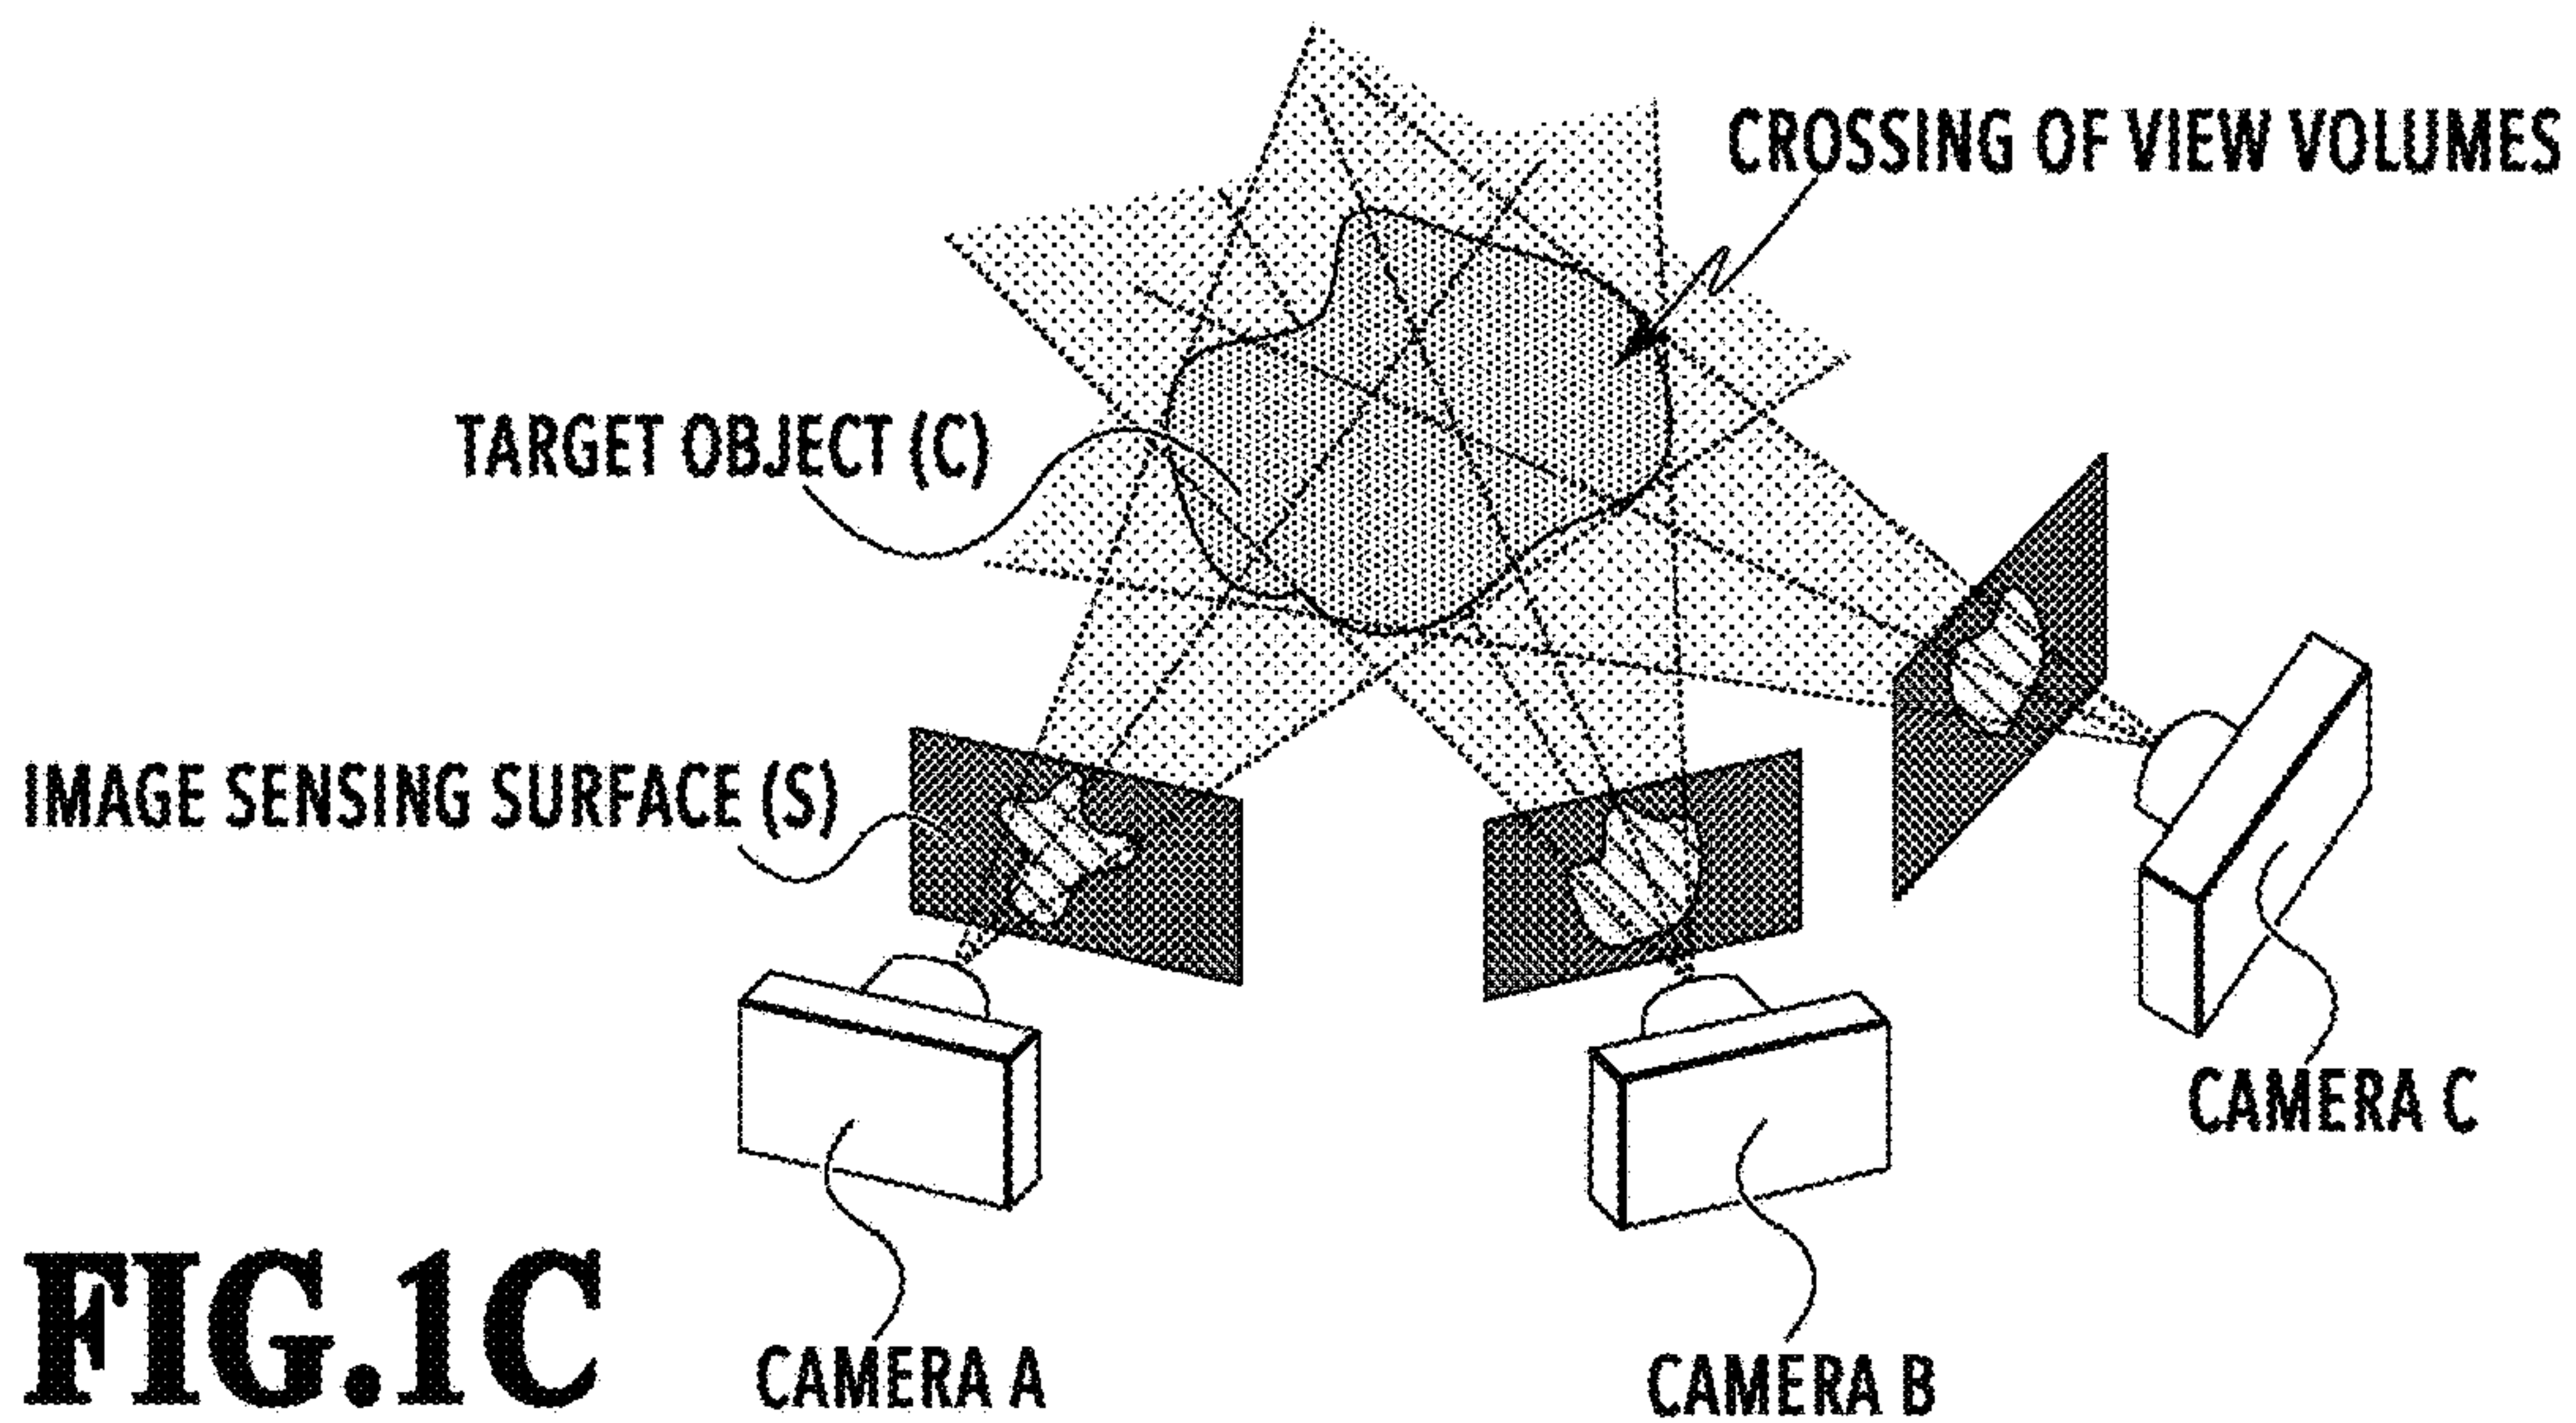 CROSSING OF VIEW VOLUMES
TARGET OBJECT (C)
IMAGE SENSING SURFACE (S)
CAMERA C
CAMERA A
CAMERA B
FIG.1C